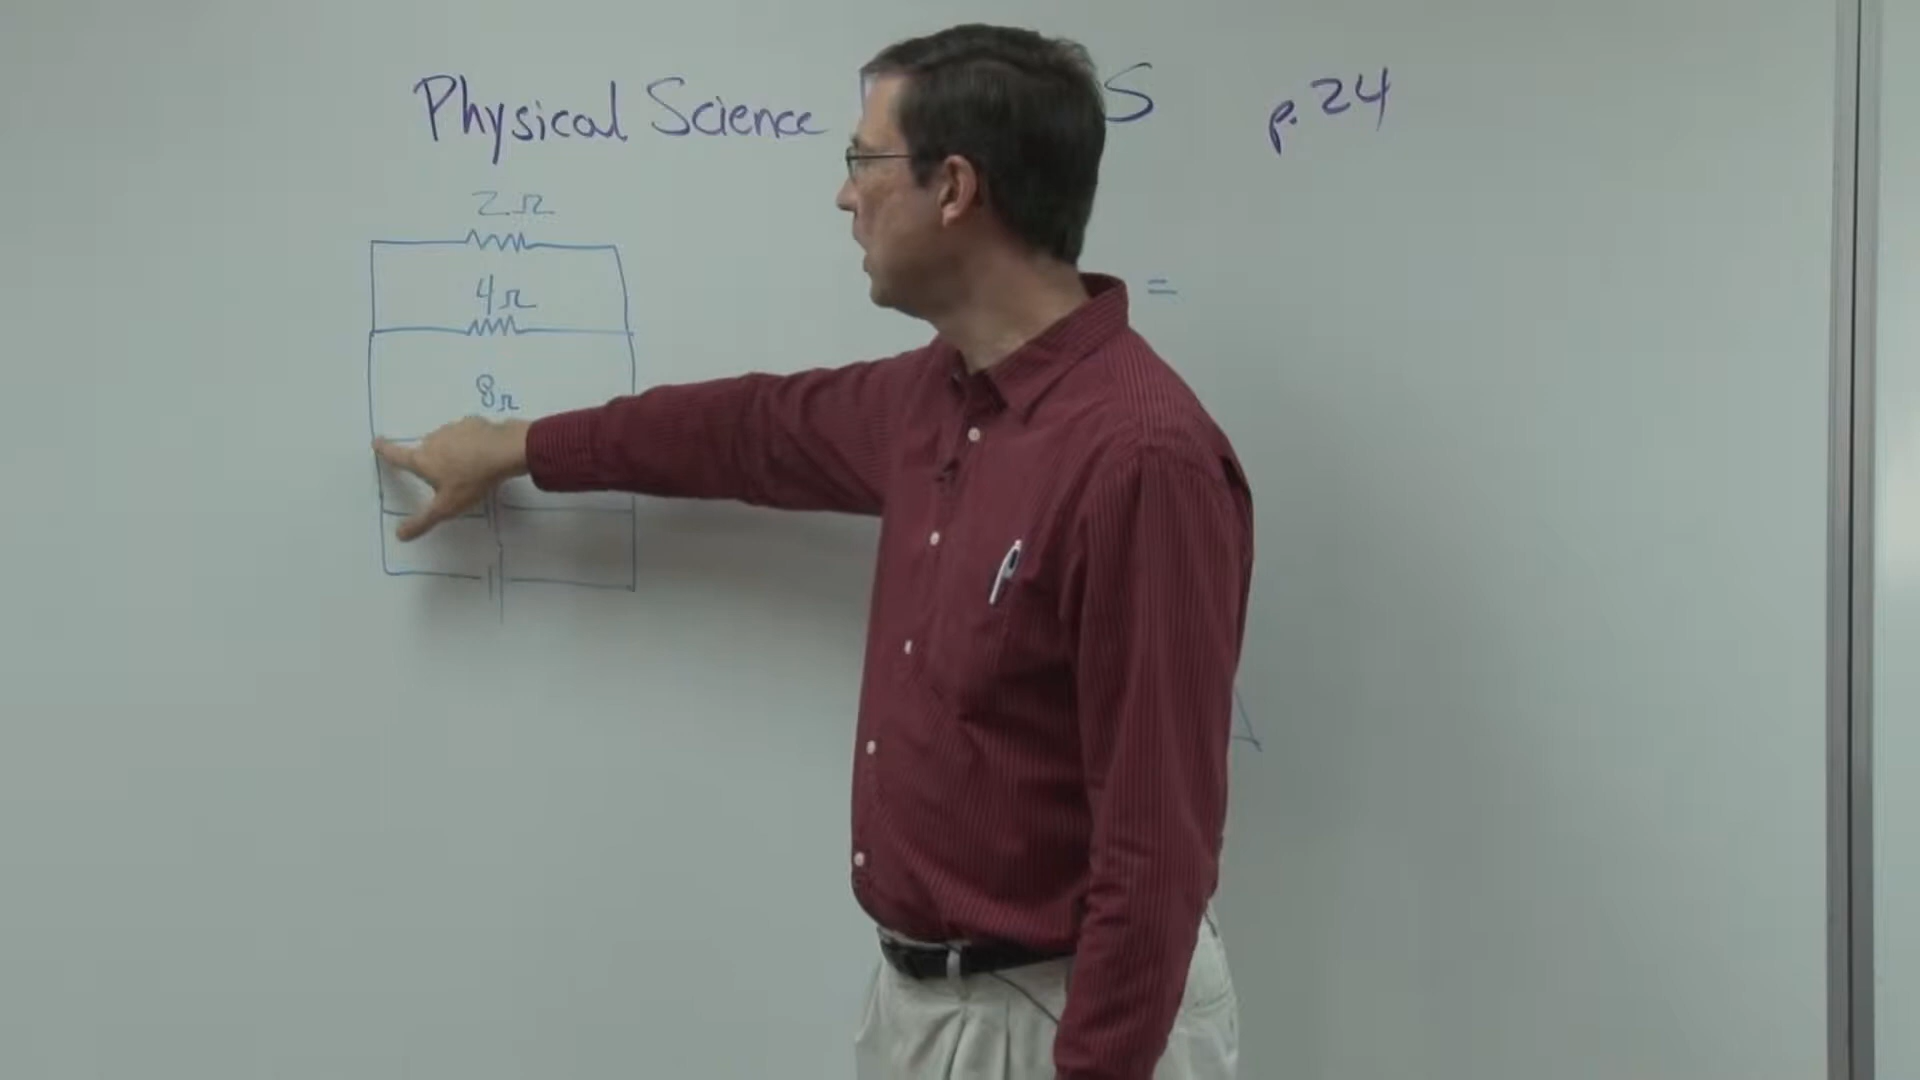 Physical Science S p. 24
2Ω
4Ω
=
8Ω